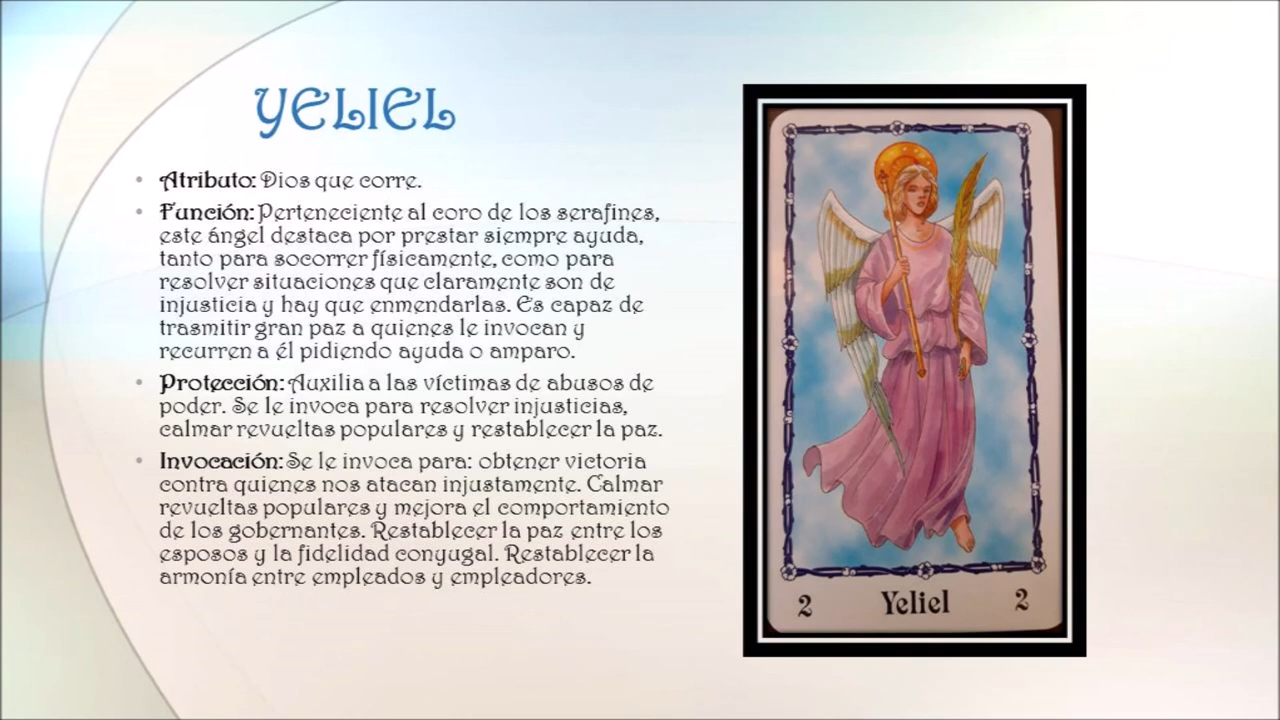 YELIEL
• Atributo: Dios que corre.
• Función: Perteneciente al coro de los serafines,
este ángel destaca por prestar siempre ayuda,
tanto para socorrer físicamente, como para
resolver situaciones que claramente son de
injusticia y hay que enmendarlas. Es capaz de
trasmitir gran paz a quienes le invocan y
recurren a él pidiendo ayuda o amparo.
• Protección: Auxilia a las víctimas de abusos de
poder. Se le invoca para resolver injusticias,
calmar revueltas populares y restablecer la paz.
• Invocación: Se le invoca para: obtener victoria
contra quienes nos atacan injustamente. Calmar
revueltas populares y mejora el comportamiento
de los gobernantes. Restablecer la paz entre los
esposos y la fidelidad conyugal. Restablecer la
armonía entre empleados y empleadores.
2 Yeliel 2